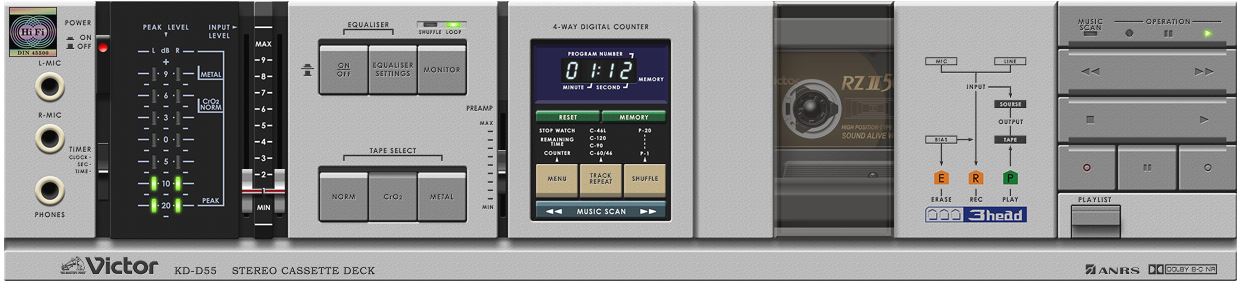 Hi Fi
DIN 45500
POWER
ON
OFF
L-MIC
R-MIC
TIMER
CLOCK -
SEC -
TIME -
PHONES
PEAK LEVEL
L dB R
+
9
6
3
0
5
10
20
METAL
CrO2
NORM
PEAK
INPUT
LEVEL
MAX
-9-
-8-
-7-
-6-
-5-
-4-
-3-
-2-
-1-
MIN
EQUALISER
SHUFFLE LOOP
ON
OFF
EQUALISER
SETTINGS
MONITOR
TAPE SELECT
NORM
CrO2
METAL
PREAMP
MAX
MIN
4-WAY DIGITAL COUNTER
PROGRAM NUMBER
01:12
MEMORY
MINUTE SECOND
RESET
MEMORY
STOP WATCH C-46L P-20
REMAINING
TIME
C-120
C-90
COUNTER C-60/46 P-1
MENU
TRACK
REPEAT
SHUFFLE
MUSIC SCAN
Victor
RZ II 5
HIGH POSITION TYPE
SOUND ALIVE
MIC
LINE
INPUT
SOURSE
OUTPUT
BIAS
TAPE
E
R
P
ERASE
REC
PLAY
3head
MUSIC
SCAN
OPERATION
PLAYLIST
Victor
KD-D55
STEREO CASSETTE DECK
ANRS
DOLBY B-C NR